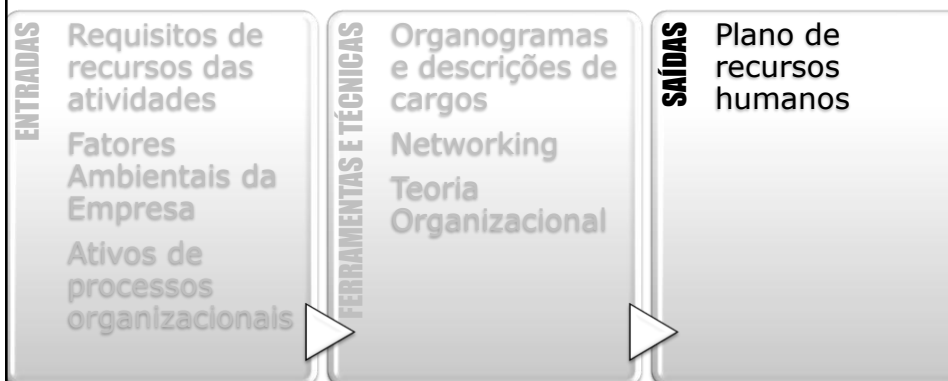 ENTRADAS
Requisitos de
recursos das
atividades
Fatores
Ambientais da
Empresa
Ativos de
processos
organizacionais
FERRAMENTAS E TÉCNICAS
Organogramas
e descrições de
cargos
Networking
Teoria
Organizacional
SAÍDAS
Plano de
recursos
humanos